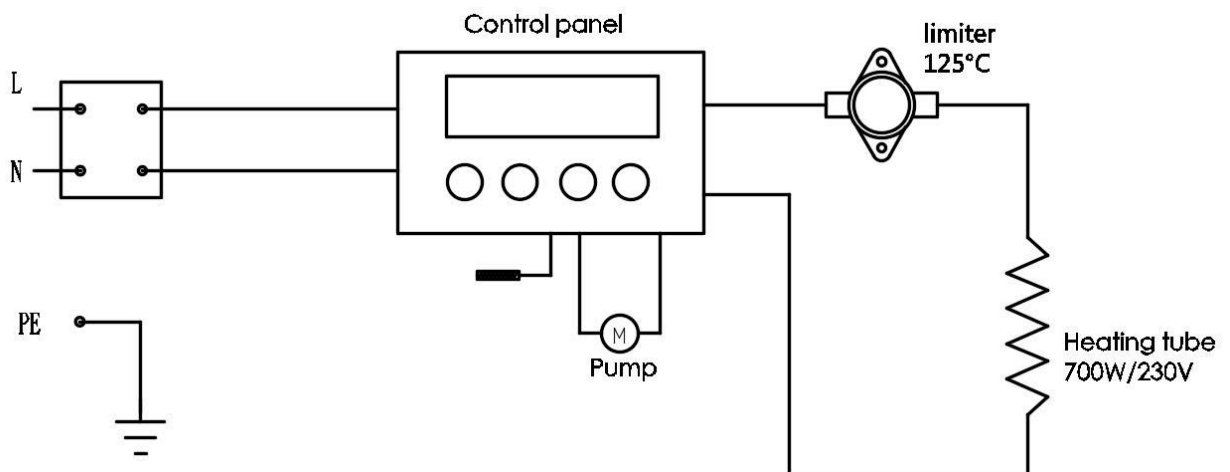 Control panel
limiter
125°C
L
N
PE
M
Pump
Heating tube
700W/230V